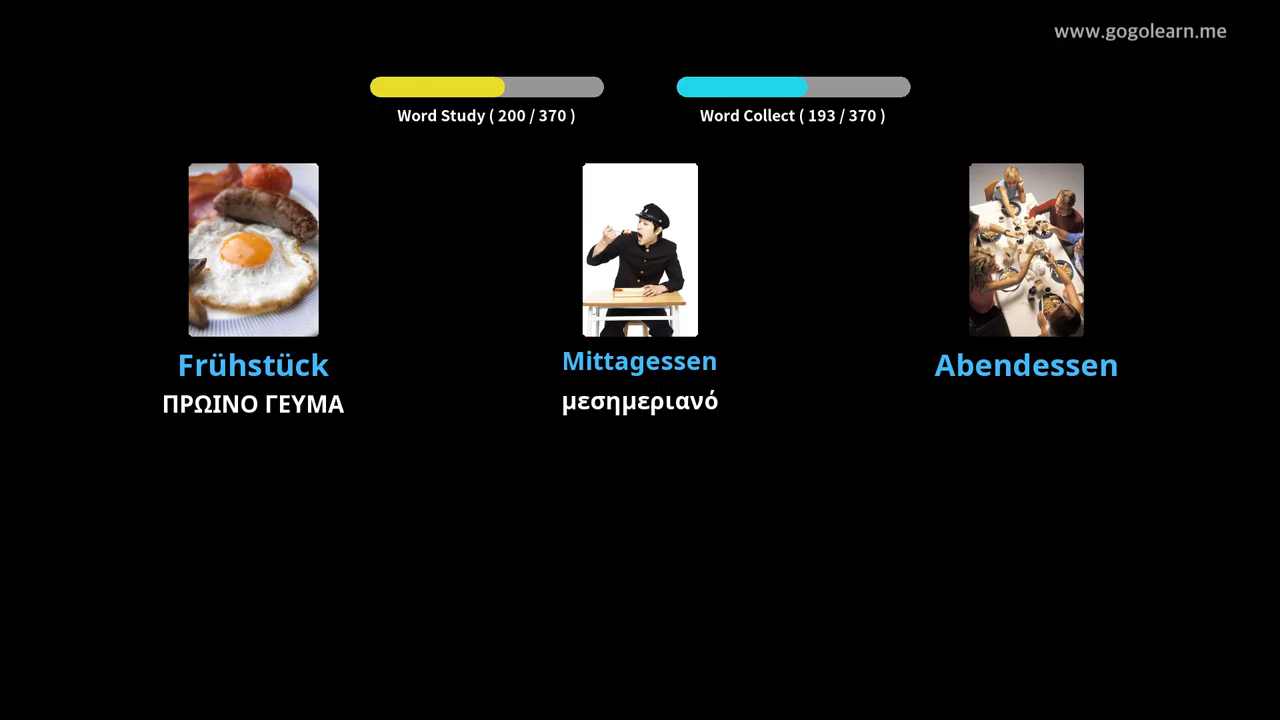 www.gogolearn.me
Word Study ( 200 / 370 )
Word Collect ( 193 / 370 )
Frühstück
ΠΡΩΙΝΟ ΓΕΥΜΑ
Mittagessen
μεσημεριανό
Abendessen